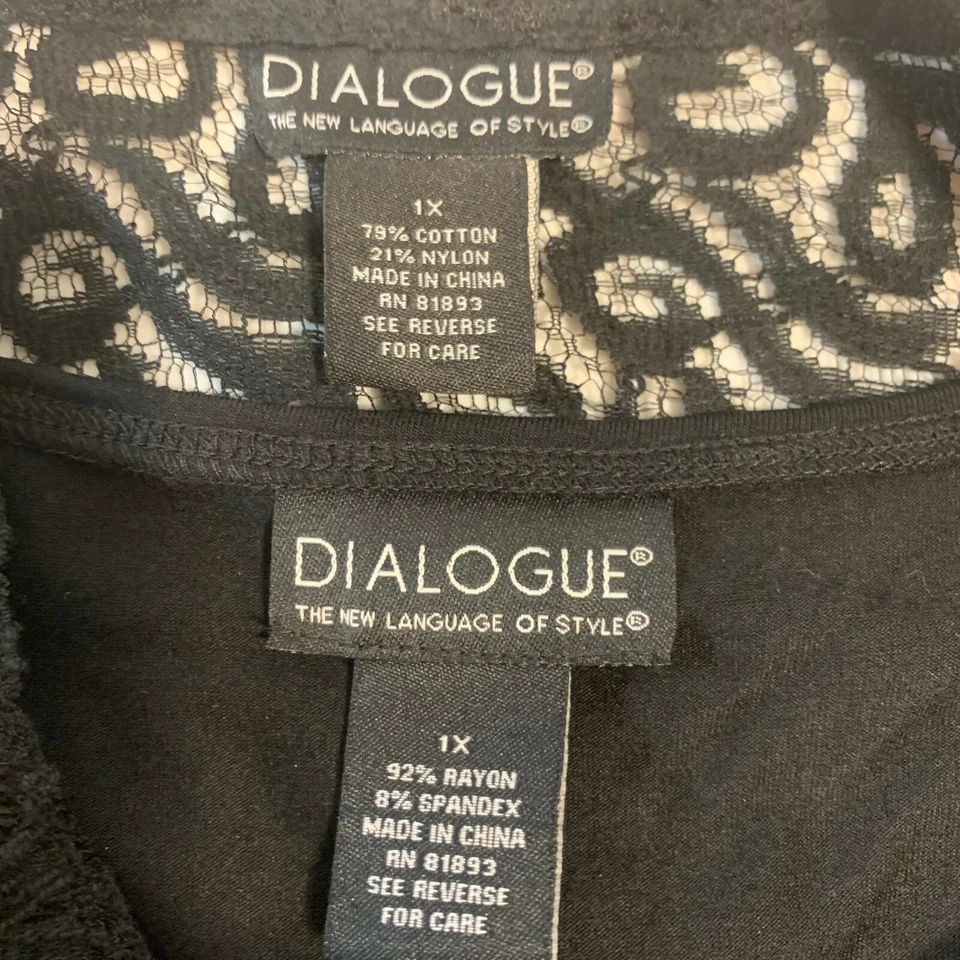 DIALOGUE®
THE NEW LANGUAGE OF STYLE®
1X
79% COTTON
21% NYLON
MADE IN CHINA
RN 81893
SEE REVERSE
FOR CARE
DIALOGUE®
THE NEW LANGUAGE OF STYLE®
1X
92% RAYON
8% SPANDEX
MADE IN CHINA
RN 81893
SEE REVERSE
FOR CARE